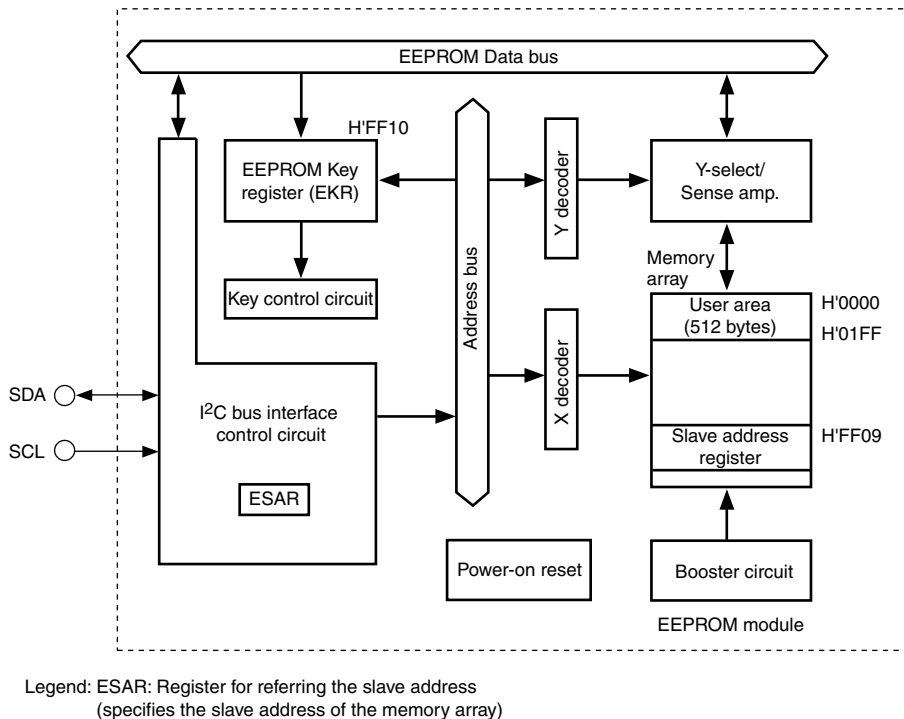 EEPROM Data bus
H'FF10
EEPROM Key
register (EKR)
Key control circuit
Address bus
Y decoder
Y-select/
Sense amp.
Memory
array
User area
(512 bytes)
H'0000
H'01FF
X decoder
SDA
SCL
I2C bus interface
control circuit
ESAR
Slave address
register
H'FF09
Power-on reset
Booster circuit
EEPROM module
Legend: ESAR: Register for referring the slave address
(specifies the slave address of the memory array)